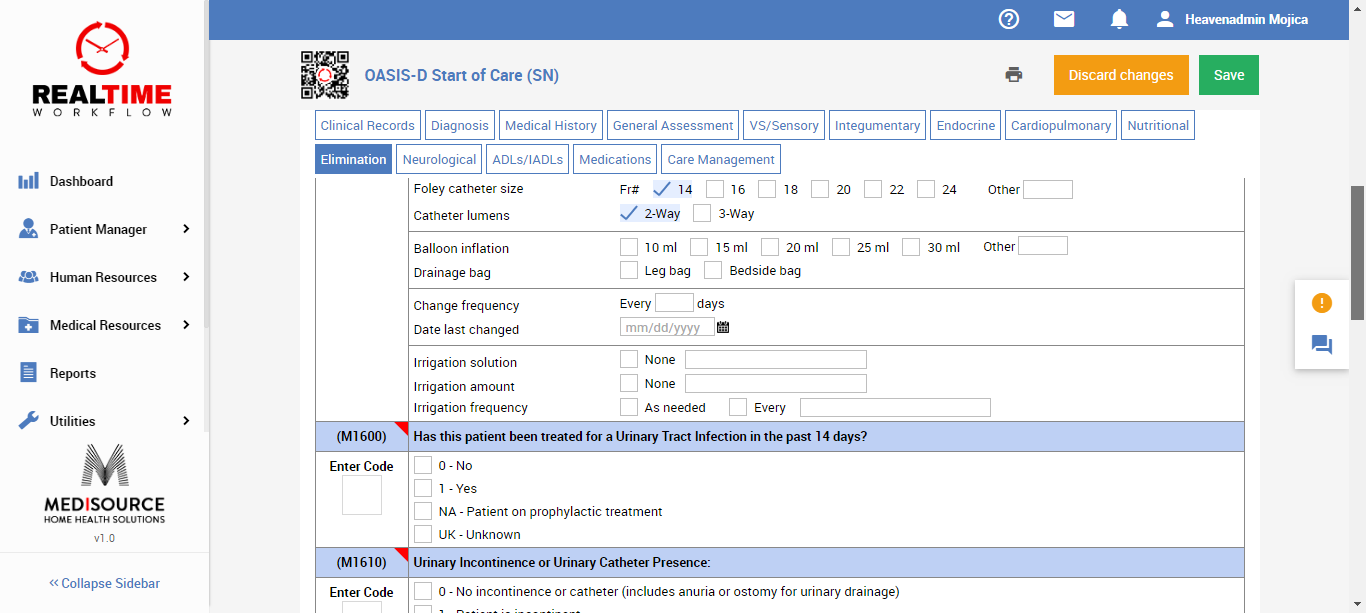 REALTIME
WORKFLOW
Heavenadmin Mojica
OASIS-D Start of Care (SN)
Discard changes
Save
Clinical Records
Diagnosis
Medical History
General Assessment
VS/Sensory
Integumentary
Endocrine
Cardiopulmonary
Nutritional
Elimination
Neurological
ADLs/IADLs
Medications
Care Management
Dashboard
Patient Manager
Human Resources
Medical Resources
Reports
Utilities
MEDISOURCE
HOME HEALTH SOLUTIONS
v1.0
Collapse Sidebar
Foley catheter size Fr# 14 16 18 20 22 24 Other
Catheter lumens 2-Way 3-Way
Balloon inflation 10 ml 15 ml 20 ml 25 ml 30 ml Other
Drainage bag Leg bag Bedside bag
Change frequency Every days
Date last changed mm/dd/yyyy
Irrigation solution None
Irrigation amount None
Irrigation frequency As needed Every
(M1600) Has this patient been treated for a Urinary Tract Infection in the past 14 days?
Enter Code
0 - No
1 - Yes
NA - Patient on prophylactic treatment
UK - Unknown
(M1610) Urinary Incontinence or Urinary Catheter Presence:
Enter Code
0 - No incontinence or catheter (includes anuria or ostomy for urinary drainage)
1 - Patient is incontinent